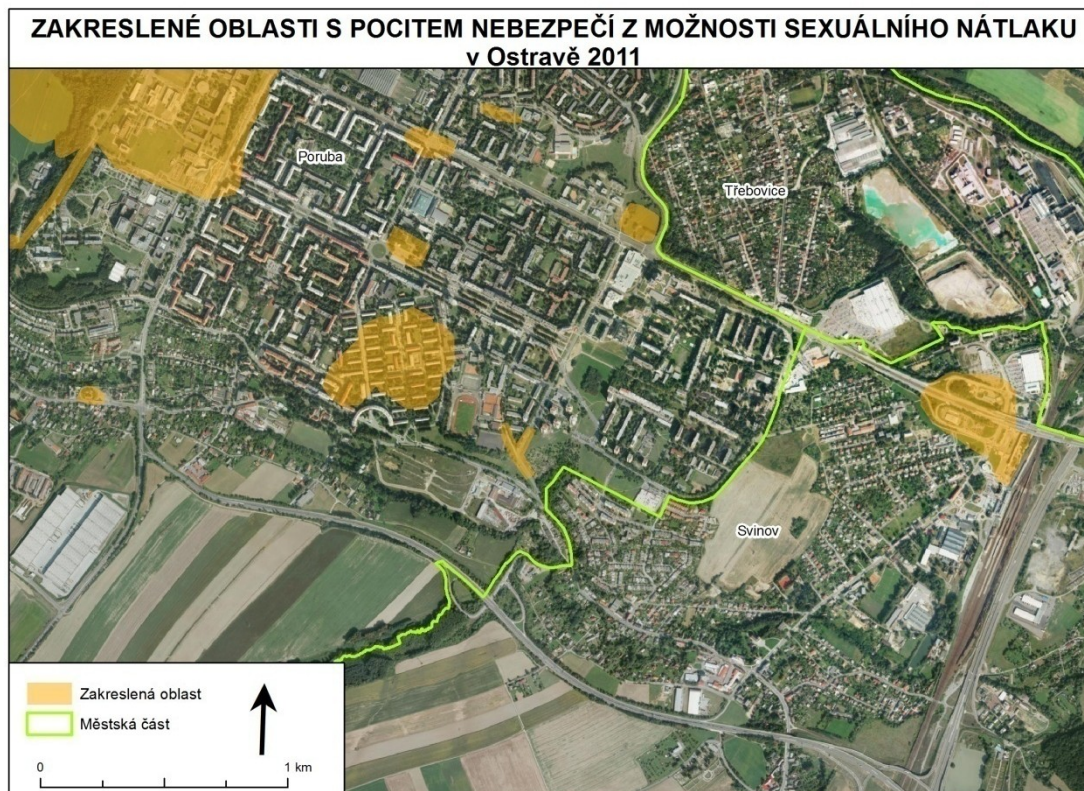 ZAKRESLENÉ OBLASTI S POCITEM NEBEZPEČÍ Z MOŽNOSTI SEXUÁLNÍHO NÁTLAKU
v Ostravě 2011
Poruba
Třebovice
Svinov
Zakreslená oblast
Městská část
0 1 km